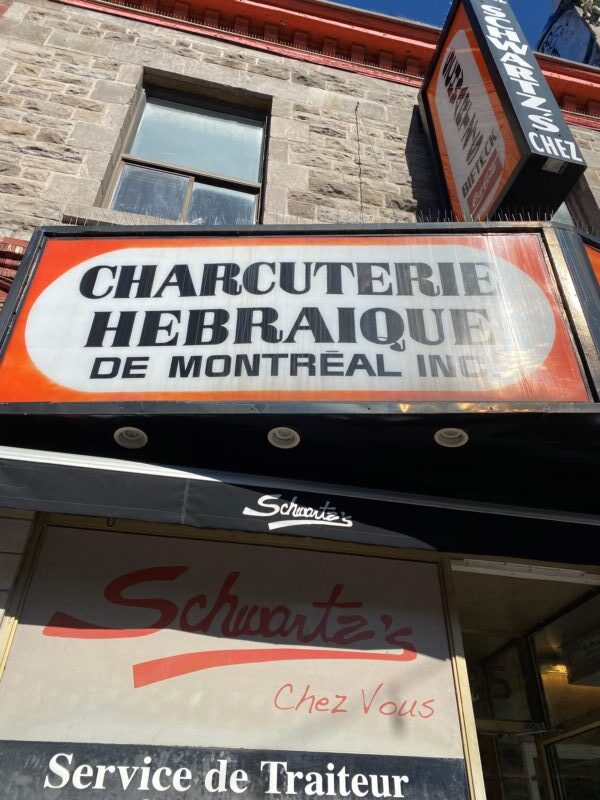 CHEZ SCHWARTZ'S
BIFTECK
CHARCUTERIE
HEBRAIQUE
DE MONTRÉAL INC.
Schwartz's
Schwartz's
Chez Vous
Service de Traiteur